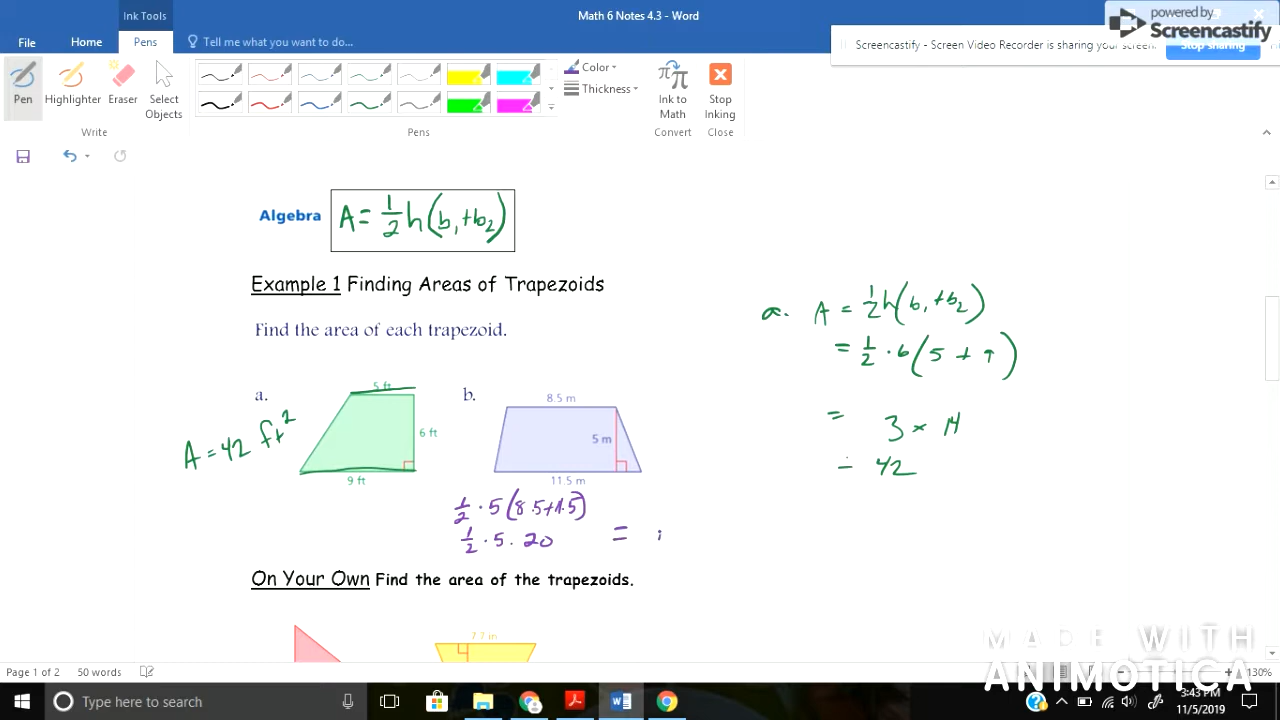 Ink Tools
Math 6 Notes 4.3 - Word
powered by
Screencastify
File
Home
Pens
Tell me what you want to do...
Screencastify - Screen Video Recorder is sharing your screen.
Stop sharing
Pen
Highlighter
Eraser
Select Objects
Color
Thickness
Ink to Math
Stop Inking
Write
Pens
Convert
Close
Algebra
A = 1/2 h(b₁+b₂)
Example 1 Finding Areas of Trapezoids
Find the area of each trapezoid.
a.
5 ft
6 ft
9 ft
A = 42 ft²
b.
8.5 m
5 m
11.5 m
1/2 · 5 (8.5+11.5)
1/2 · 5 · 20 =
a. A = 1/2 h(b₁+b₂)
= 1/2 · 6 (5 + 9)
= 3 × 14
= 42
On Your Own Find the area of the trapezoids.
7.7 m
MADE WITH
ANIMOTICA
Page 1 of 2
50 words
130%
Type here to search
3:43 PM
11/5/2019